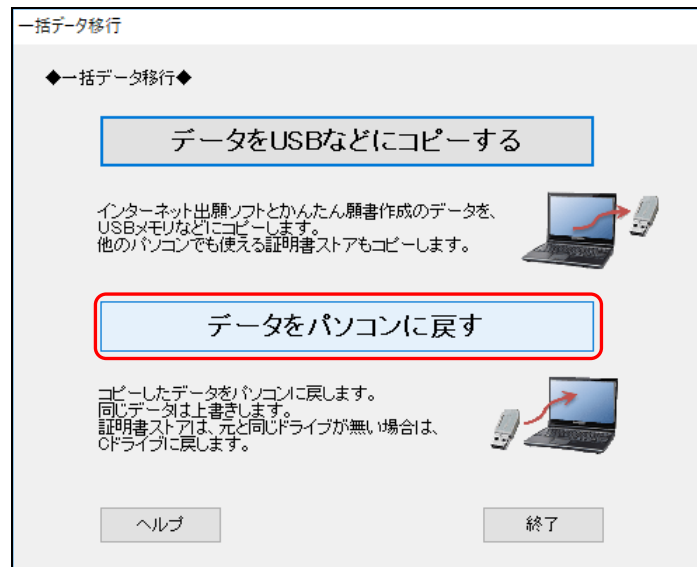 一括データ移行
◆一括データ移行◆
データをUSBなどにコピーする
インターネット出願ソフトとかんたん願書作成のデータを、
USBメモリなどにコピーします。
他のパソコンでも使える証明書ストアもコピーします。
データをパソコンに戻す
コピーしたデータをパソコンに戻します。
同じデータは上書きします。
証明書ストアは、元と同じドライブが無い場合は、
Cドライブに戻します。
ヘルプ
終了